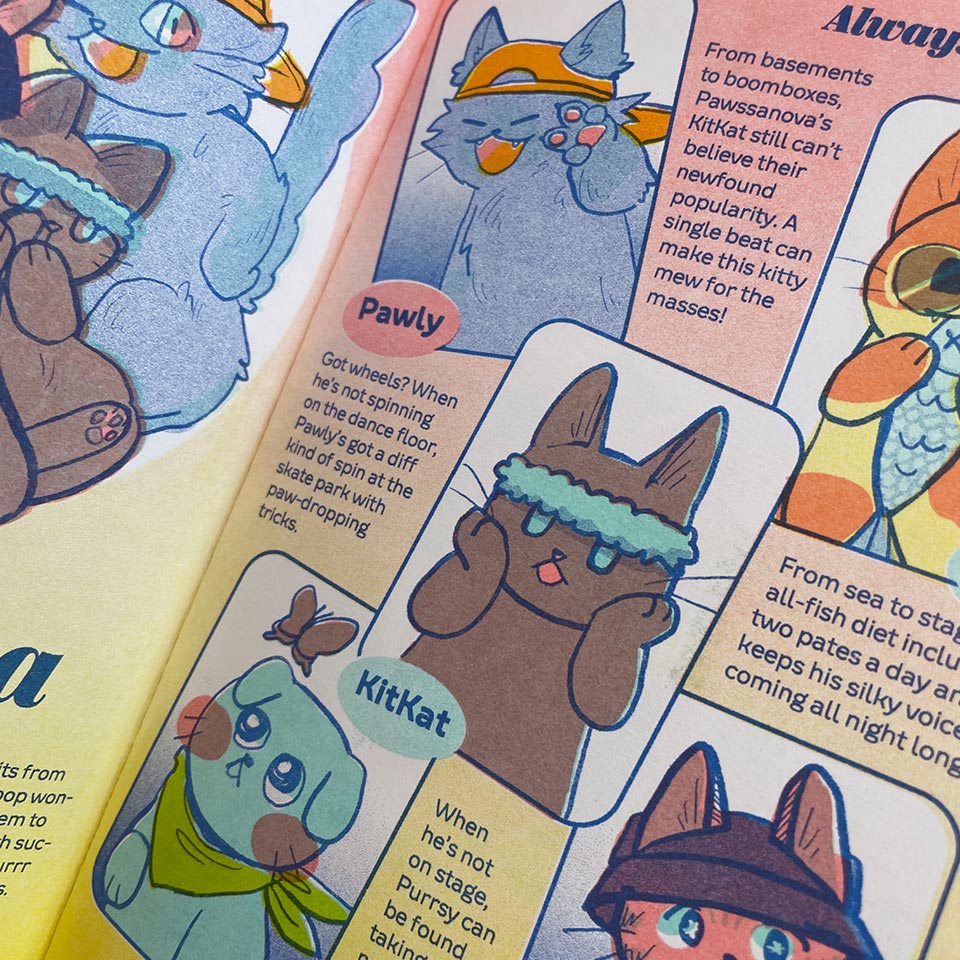 Always
From basements
to boomboxes,
Pawssanova's
KitKat still can't
believe their
newfound
popularity. A
single beat can
make this kitty
mew for the
masses!
Pawly
Got wheels? When
he's not spinning
on the dance floor,
Pawly's got a diff
kind of spin at the
skate park with
paw-dropping
tricks.
KitKat
From sea to stag
all-fish diet inclu
two pates a day an
keeps his silky voice
coming all night long
When
he's not
on stage,
Purrsy can
be found
taking
a
its from
pop won-
em to
h suc-
urrr
s.